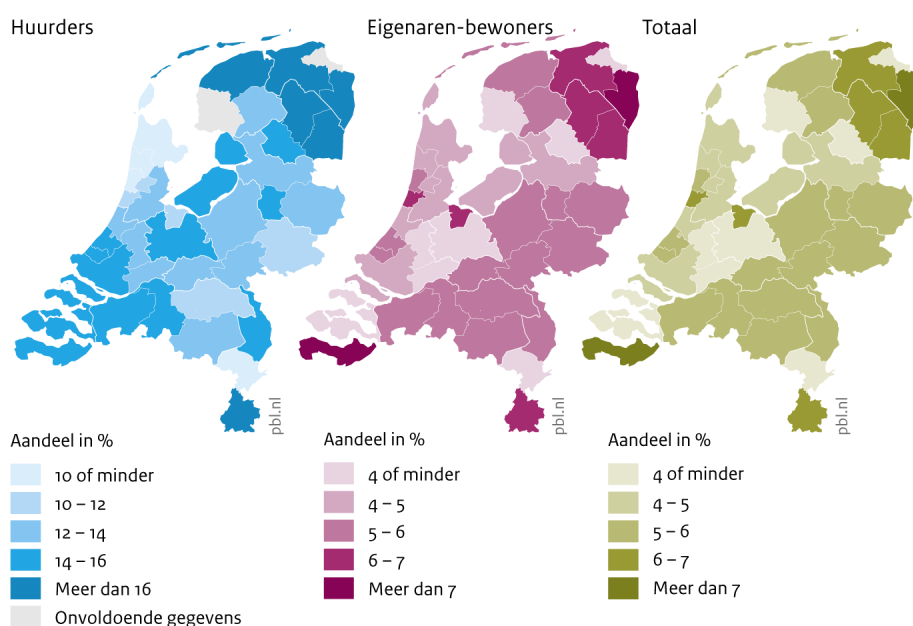 Huurders
Eigenaren-bewoners
Totaal
pbl.nl
pbl.nl
pbl.nl
Aandeel in %
10 of minder
10 – 12
12 – 14
14 – 16
Meer dan 16
Onvoldoende gegevens
Aandeel in %
4 of minder
4 – 5
5 – 6
6 – 7
Meer dan 7
Aandeel in %
4 of minder
4 – 5
5 – 6
6 – 7
Meer dan 7